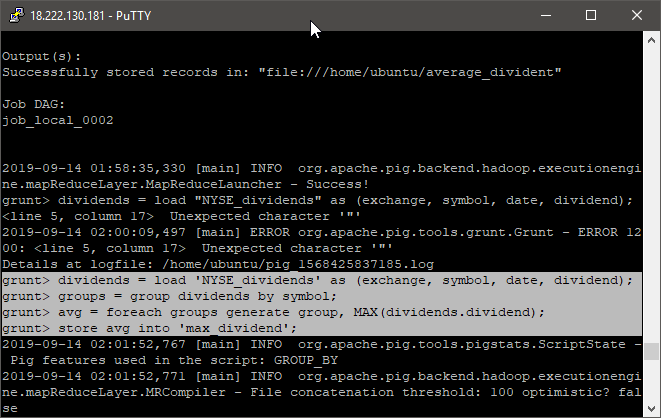 18.222.130.181 - PuTTY
Output(s):
Successfully stored records in: "file:///home/ubuntu/average_divident"
Job DAG:
job_local_0002
2019-09-14 01:58:35,330 [main] INFO  org.apache.pig.backend.hadoop.executionengi
ne.mapReduceLayer.MapReduceLauncher - Success!
grunt> dividends = load "NYSE_dividends" as (exchange, symbol, date, dividend);
<line 5, column 17>  Unexpected character '"'
2019-09-14 02:00:09,497 [main] ERROR org.apache.pig.tools.grunt.Grunt - ERROR 12
00: <line 5, column 17>  Unexpected character '"'
Details at logfile: /home/ubuntu/pig_1568425837185.log
grunt> dividends = load 'NYSE_dividends' as (exchange, symbol, date, dividend);
grunt> groups = group dividends by symbol;
grunt> avg = foreach groups generate group, MAX(dividends.dividend);
grunt> store avg into 'max_dividend';
2019-09-14 02:01:52,767 [main] INFO  org.apache.pig.tools.pigstats.ScriptState -
 Pig features used in the script: GROUP_BY
2019-09-14 02:01:52,771 [main] INFO  org.apache.pig.backend.hadoop.executionengi
ne.mapReduceLayer.MRCompiler - File concatenation threshold: 100 optimistic? fal
se